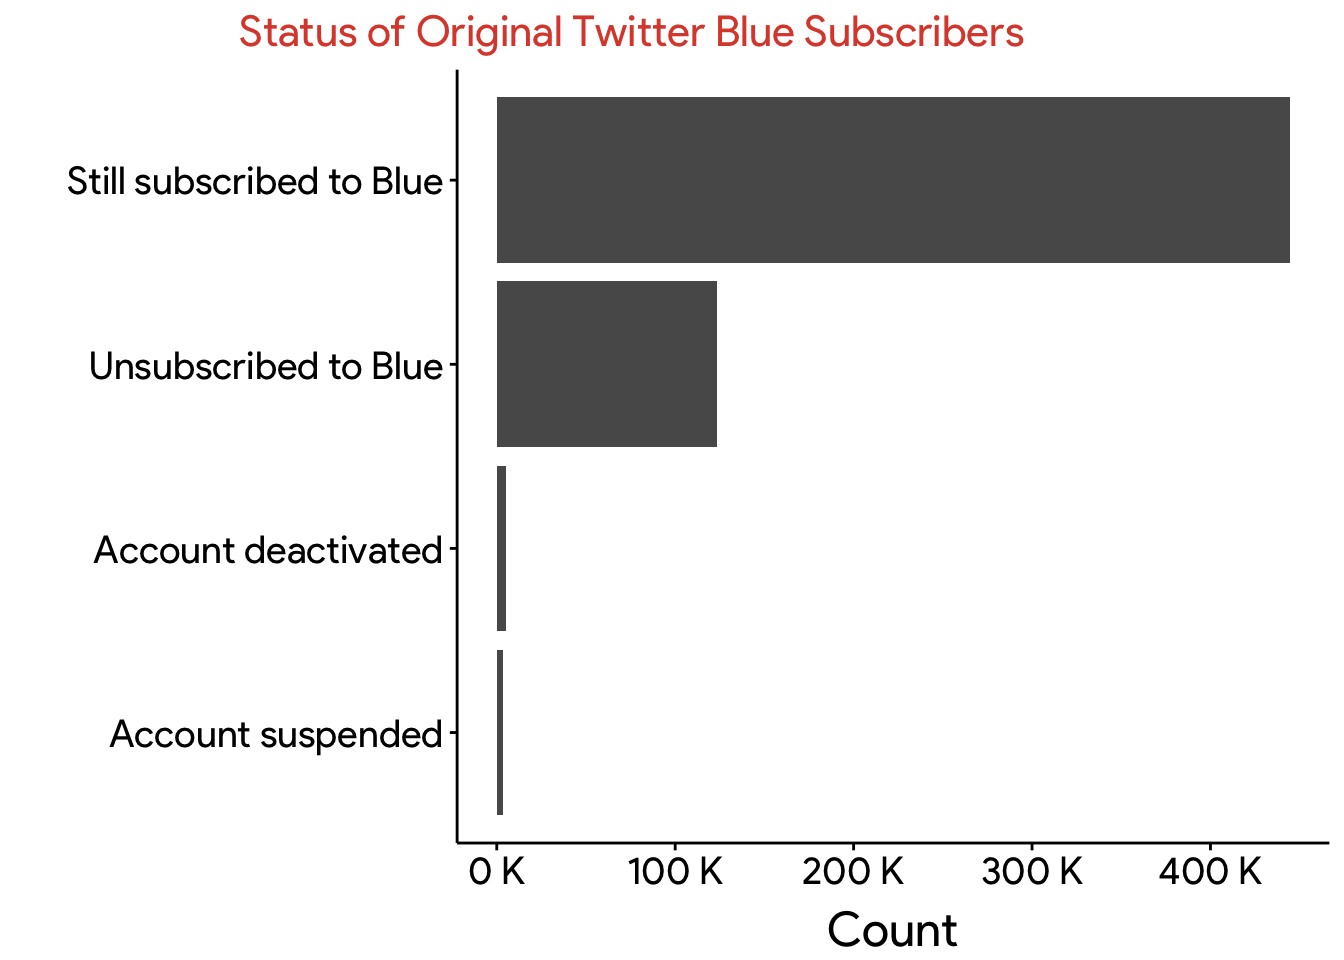 Status of Original Twitter Blue Subscribers
Still subscribed to Blue
Unsubscribed to Blue
Account deactivated
Account suspended
0 K 100 K 200 K 300 K 400 K
Count